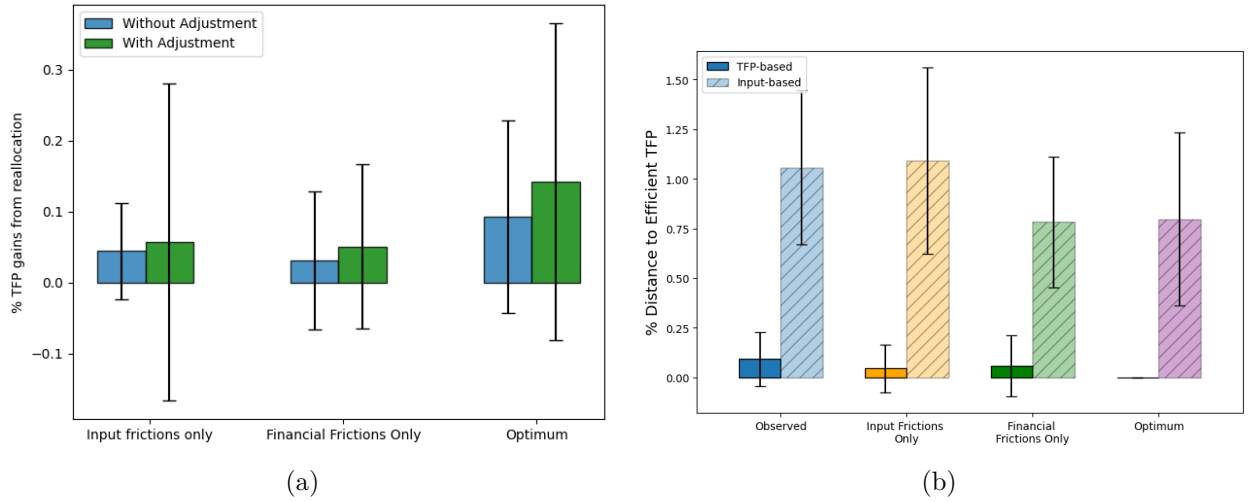 Without Adjustment
With Adjustment
% TFP gains from reallocation
0.3
0.2
0.1
0.0
−0.1
Input frictions only
Financial Frictions Only
Optimum
(a)
TFP-based
Input-based
% Distance to Efficient TFP
1.50
1.25
1.00
0.75
0.50
0.25
0.00
Observed
Input Frictions
Only
Financial
Frictions Only
Optimum
(b)